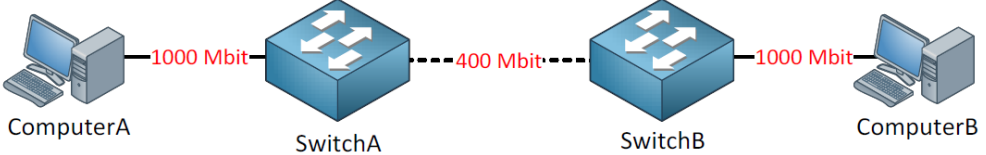 1000 Mbit
400 Mbit
1000 Mbit
ComputerA
SwitchA
SwitchB
ComputerB